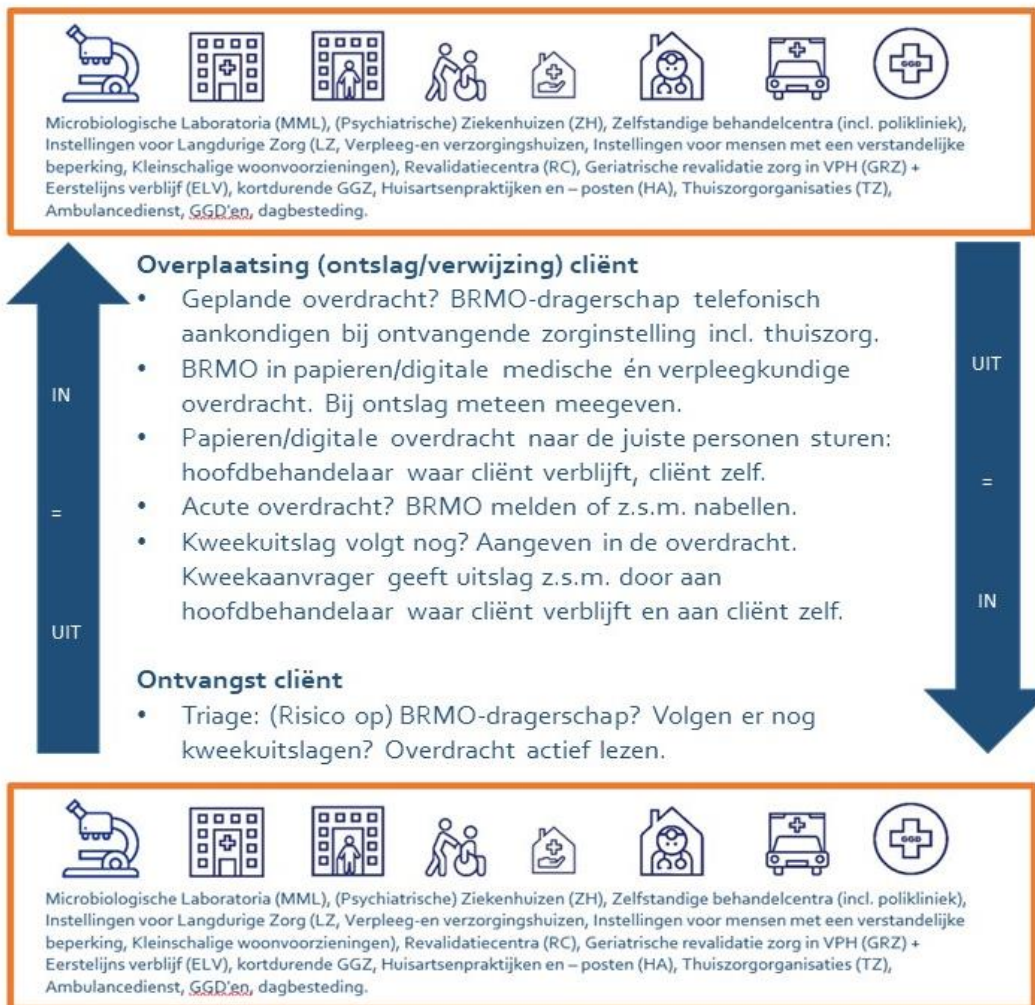 GGD
Microbiologische Laboratoria (MML), (Psychiatrische) Ziekenhuizen (ZH), Zelfstandige behandelcentra (incl. polikliniek),
Instellingen voor Langdurige Zorg (LZ, Verpleeg-en verzorgingshuizen, Instellingen voor mensen met een verstandelijke
beperking, Kleinschalige woonvoorzieningen), Revalidatiecentra (RC), Geriatrische revalidatie zorg in VPH (GRZ) +
Eerstelijns verblijf (ELV), kortdurende GGZ, Huisartsenpraktijken en – posten (HA), Thuiszorgorganisaties (TZ),
Ambulancedienst, GGD'en, dagbesteding.
IN
=
UIT
Overplaatsing (ontslag/verwijzing) cliënt
• Geplande overdracht? BRMO-dragerschap telefonisch
aankondigen bij ontvangende zorginstelling incl. thuiszorg.
• BRMO in papieren/digitale medische én verpleegkundige
overdracht. Bij ontslag meteen meegeven.
• Papieren/digitale overdracht naar de juiste personen sturen:
hoofdbehandelaar waar cliënt verblijft, cliënt zelf.
• Acute overdracht? BRMO melden of z.s.m. nabellen.
• Kweekuitslag volgt nog? Aangeven in de overdracht.
Kweekaanvrager geeft uitslag z.s.m. door aan
hoofdbehandelaar waar cliënt verblijft en aan cliënt zelf.
Ontvangst cliënt
• Triage: (Risico op) BRMO-dragerschap? Volgen er nog
kweekuitslagen? Overdracht actief lezen.
UIT
=
IN
GGD
Microbiologische Laboratoria (MML), (Psychiatrische) Ziekenhuizen (ZH), Zelfstandige behandelcentra (incl. polikliniek),
Instellingen voor Langdurige Zorg (LZ, Verpleeg-en verzorgingshuizen, Instellingen voor mensen met een verstandelijke
beperking, Kleinschalige woonvoorzieningen), Revalidatiecentra (RC), Geriatrische revalidatie zorg in VPH (GRZ) +
Eerstelijns verblijf (ELV), kortdurende GGZ, Huisartsenpraktijken en – posten (HA), Thuiszorgorganisaties (TZ),
Ambulancedienst, GGD'en, dagbesteding.